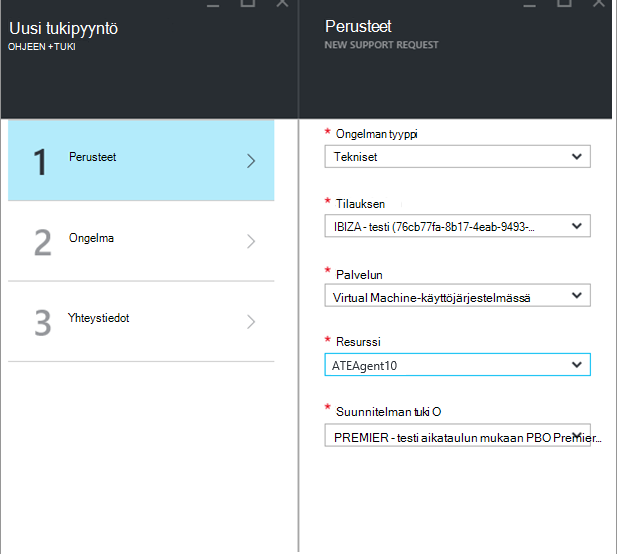 Uusi tukipyyntö
OHJEEN +TUKI
1 Perusteet
2 Ongelma
3 Yhteystiedot
Perusteet
NEW SUPPORT REQUEST
* Ongelman tyyppi
Tekniset
* Tilauksen
IBIZA - testi (76cb77fa-8b17-4eab-9493-...
* Palvelun
Virtual Machine-käyttöjärjestelmässä
* Resurssi
ATEAgent10
* Suunnitelman tuki O
PREMIER - testi aikataulun mukaan PBO Premier...